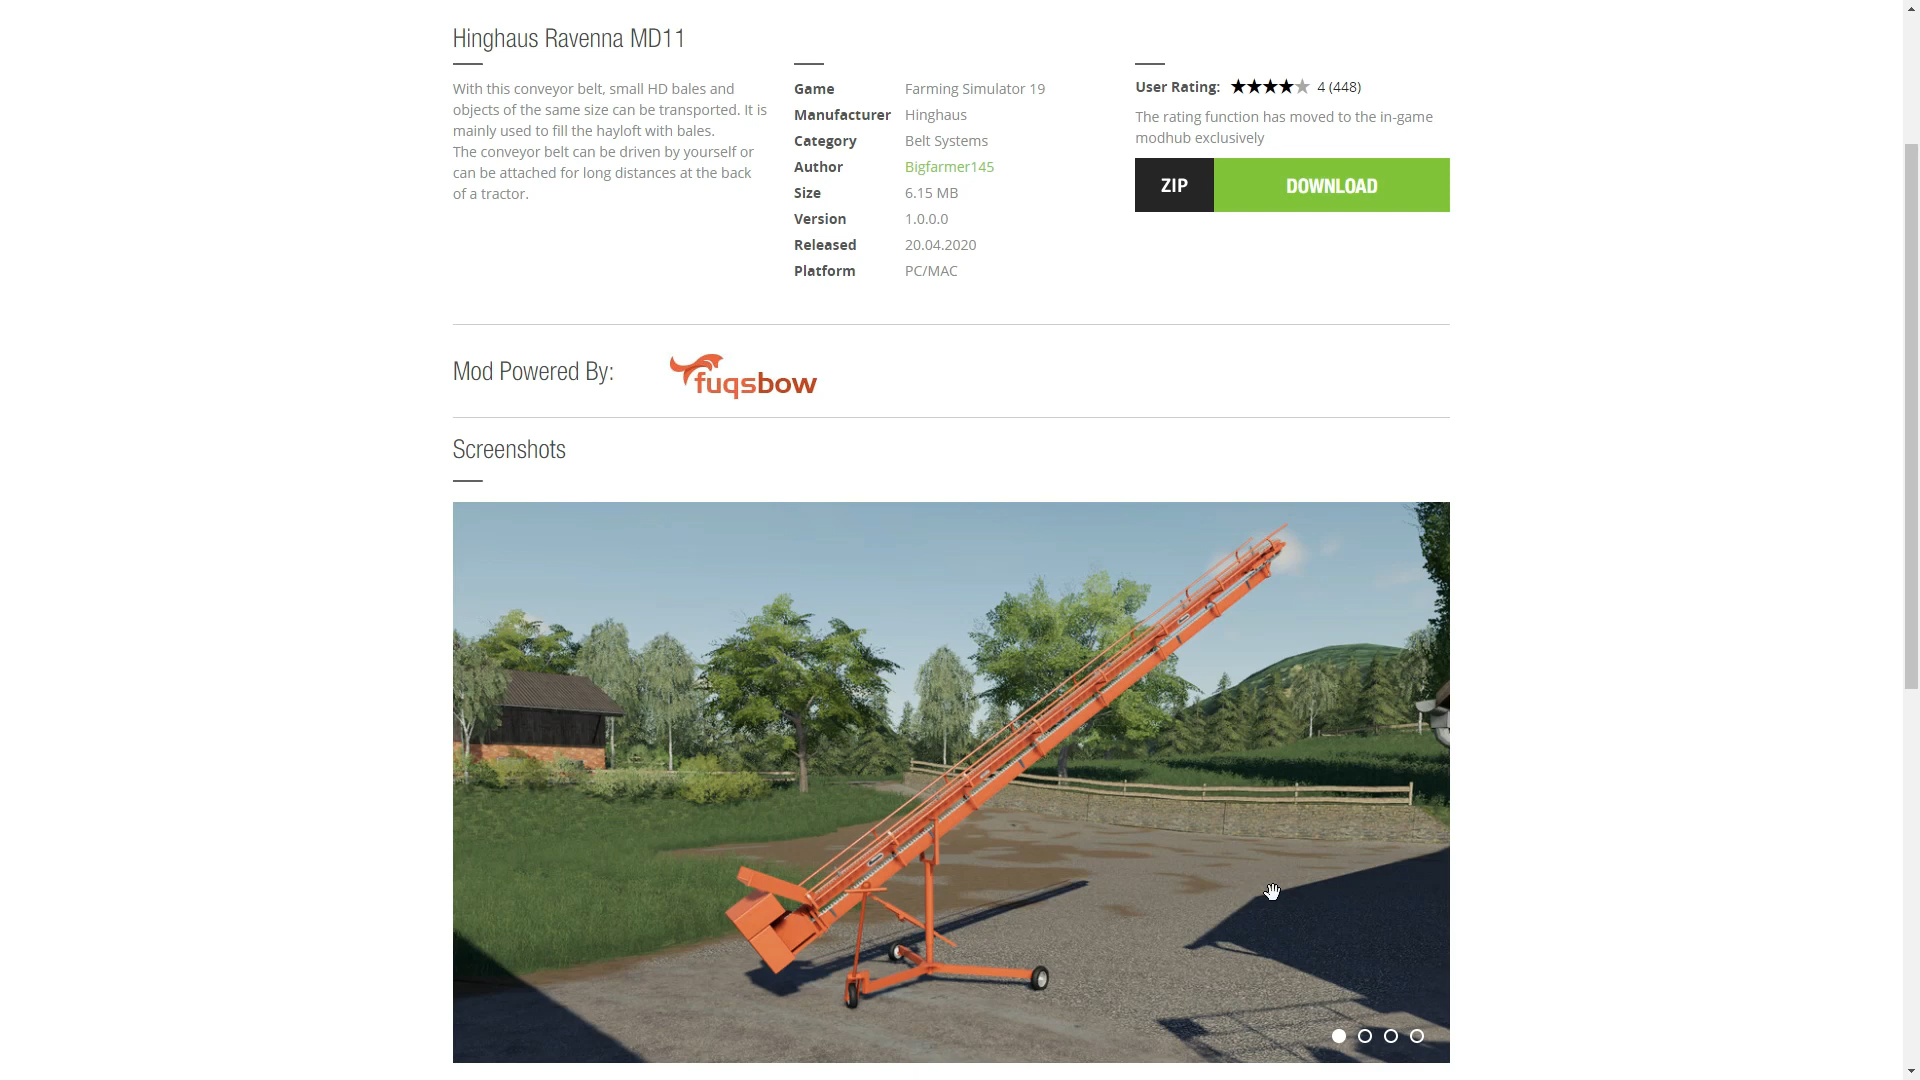 Hinghaus Ravenna MD11
With this conveyor belt, small HD bales and
objects of the same size can be transported. It is
mainly used to fill the hayloft with bales.
The conveyor belt can be driven by yourself or
can be attached for long distances at the back
of a tractor.
Game Farming Simulator 19
Manufacturer Hinghaus
Category Belt Systems
Author Bigfarmer145
Size 6.15 MB
Version 1.0.0.0
Released 20.04.2020
Platform PC/MAC
User Rating: 4 (448)
The rating function has moved to the in-game
modhub exclusively
ZIP DOWNLOAD
Mod Powered By: fuqsbow
Screenshots